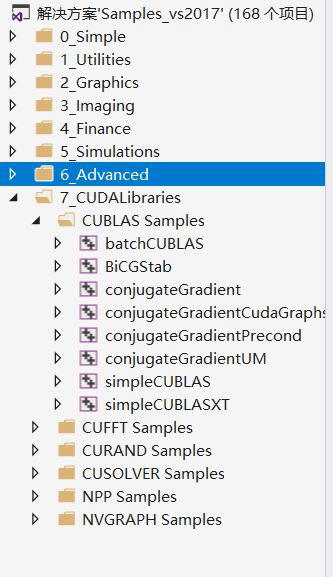 解决方案'Samples_vs2017' (168 个项目)
0_Simple
1_Utilities
2_Graphics
3_Imaging
4_Finance
5_Simulations
6_Advanced
7_CUDALibraries
CUBLAS Samples
batchCUBLAS
BiCGStab
conjugateGradient
conjugateGradientCudaGraphs
conjugateGradientPrecond
conjugateGradientUM
simpleCUBLAS
simpleCUBLASXT
CUFFT Samples
CURAND Samples
CUSOLVER Samples
NPP Samples
NVGRAPH Samples